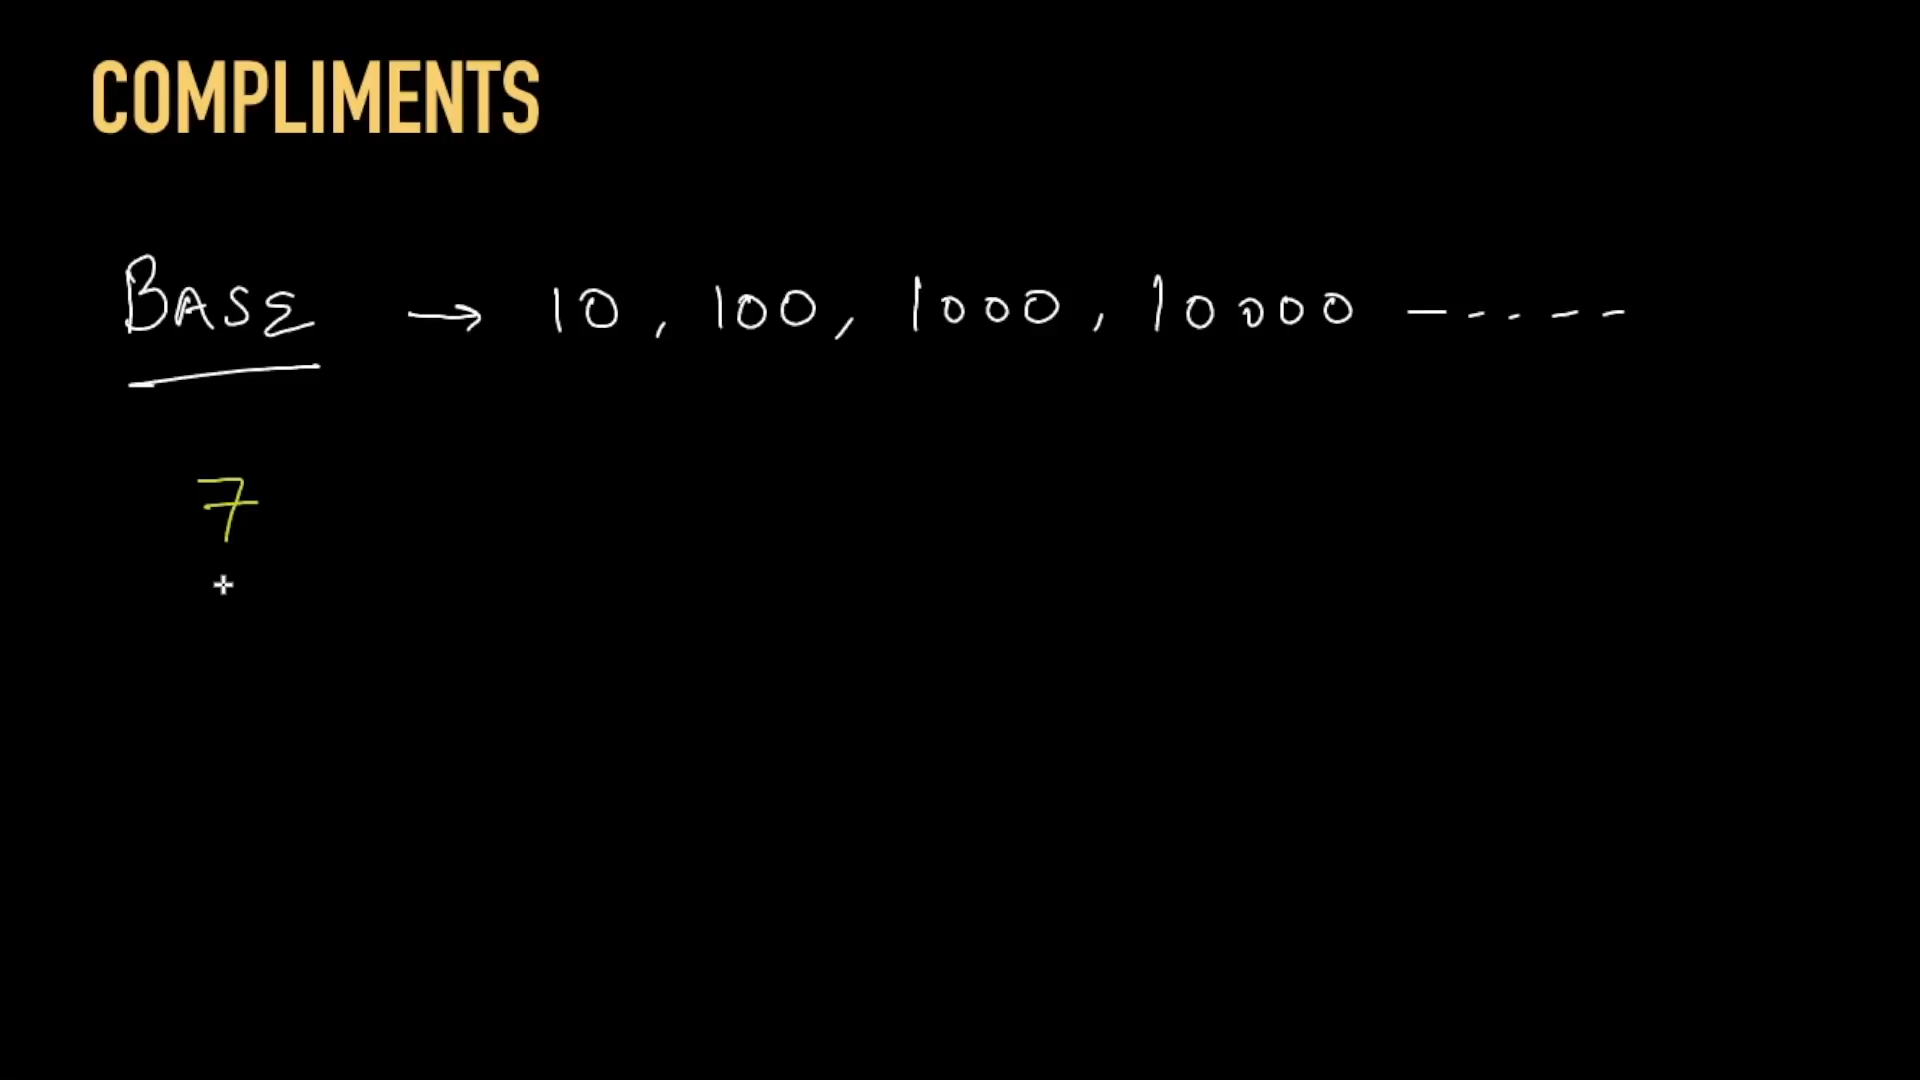 COMPLIMENTS
BASE → 10, 100, 1000, 10000 -----
7